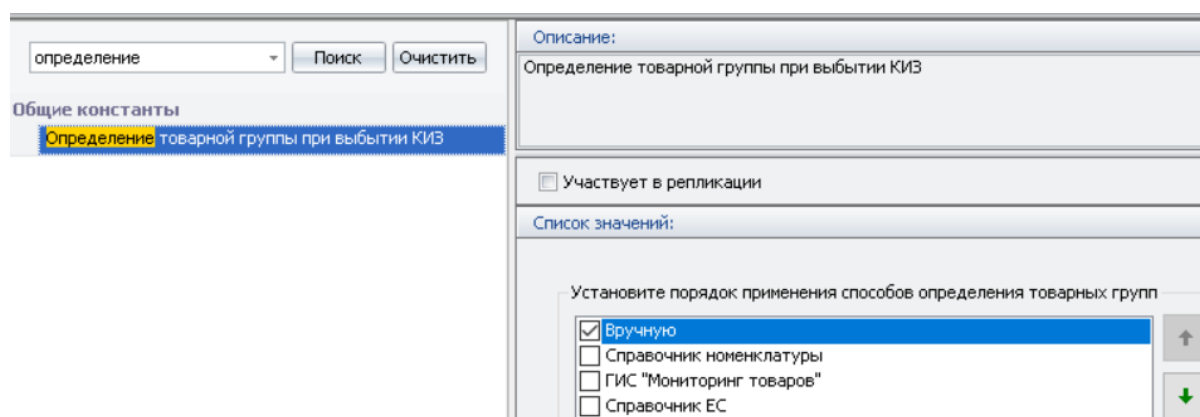 определение
Поиск
Очистить
Общие константы
Определение товарной группы при выбытии КИЗ
Описание:
Определение товарной группы при выбытии КИЗ
Участвует в репликации
Список значений:
Установите порядок применения способов определения товарных групп
Вручную
Справочник номенклатуры
ГИС "Мониторинг товаров"
Справочник ЕС